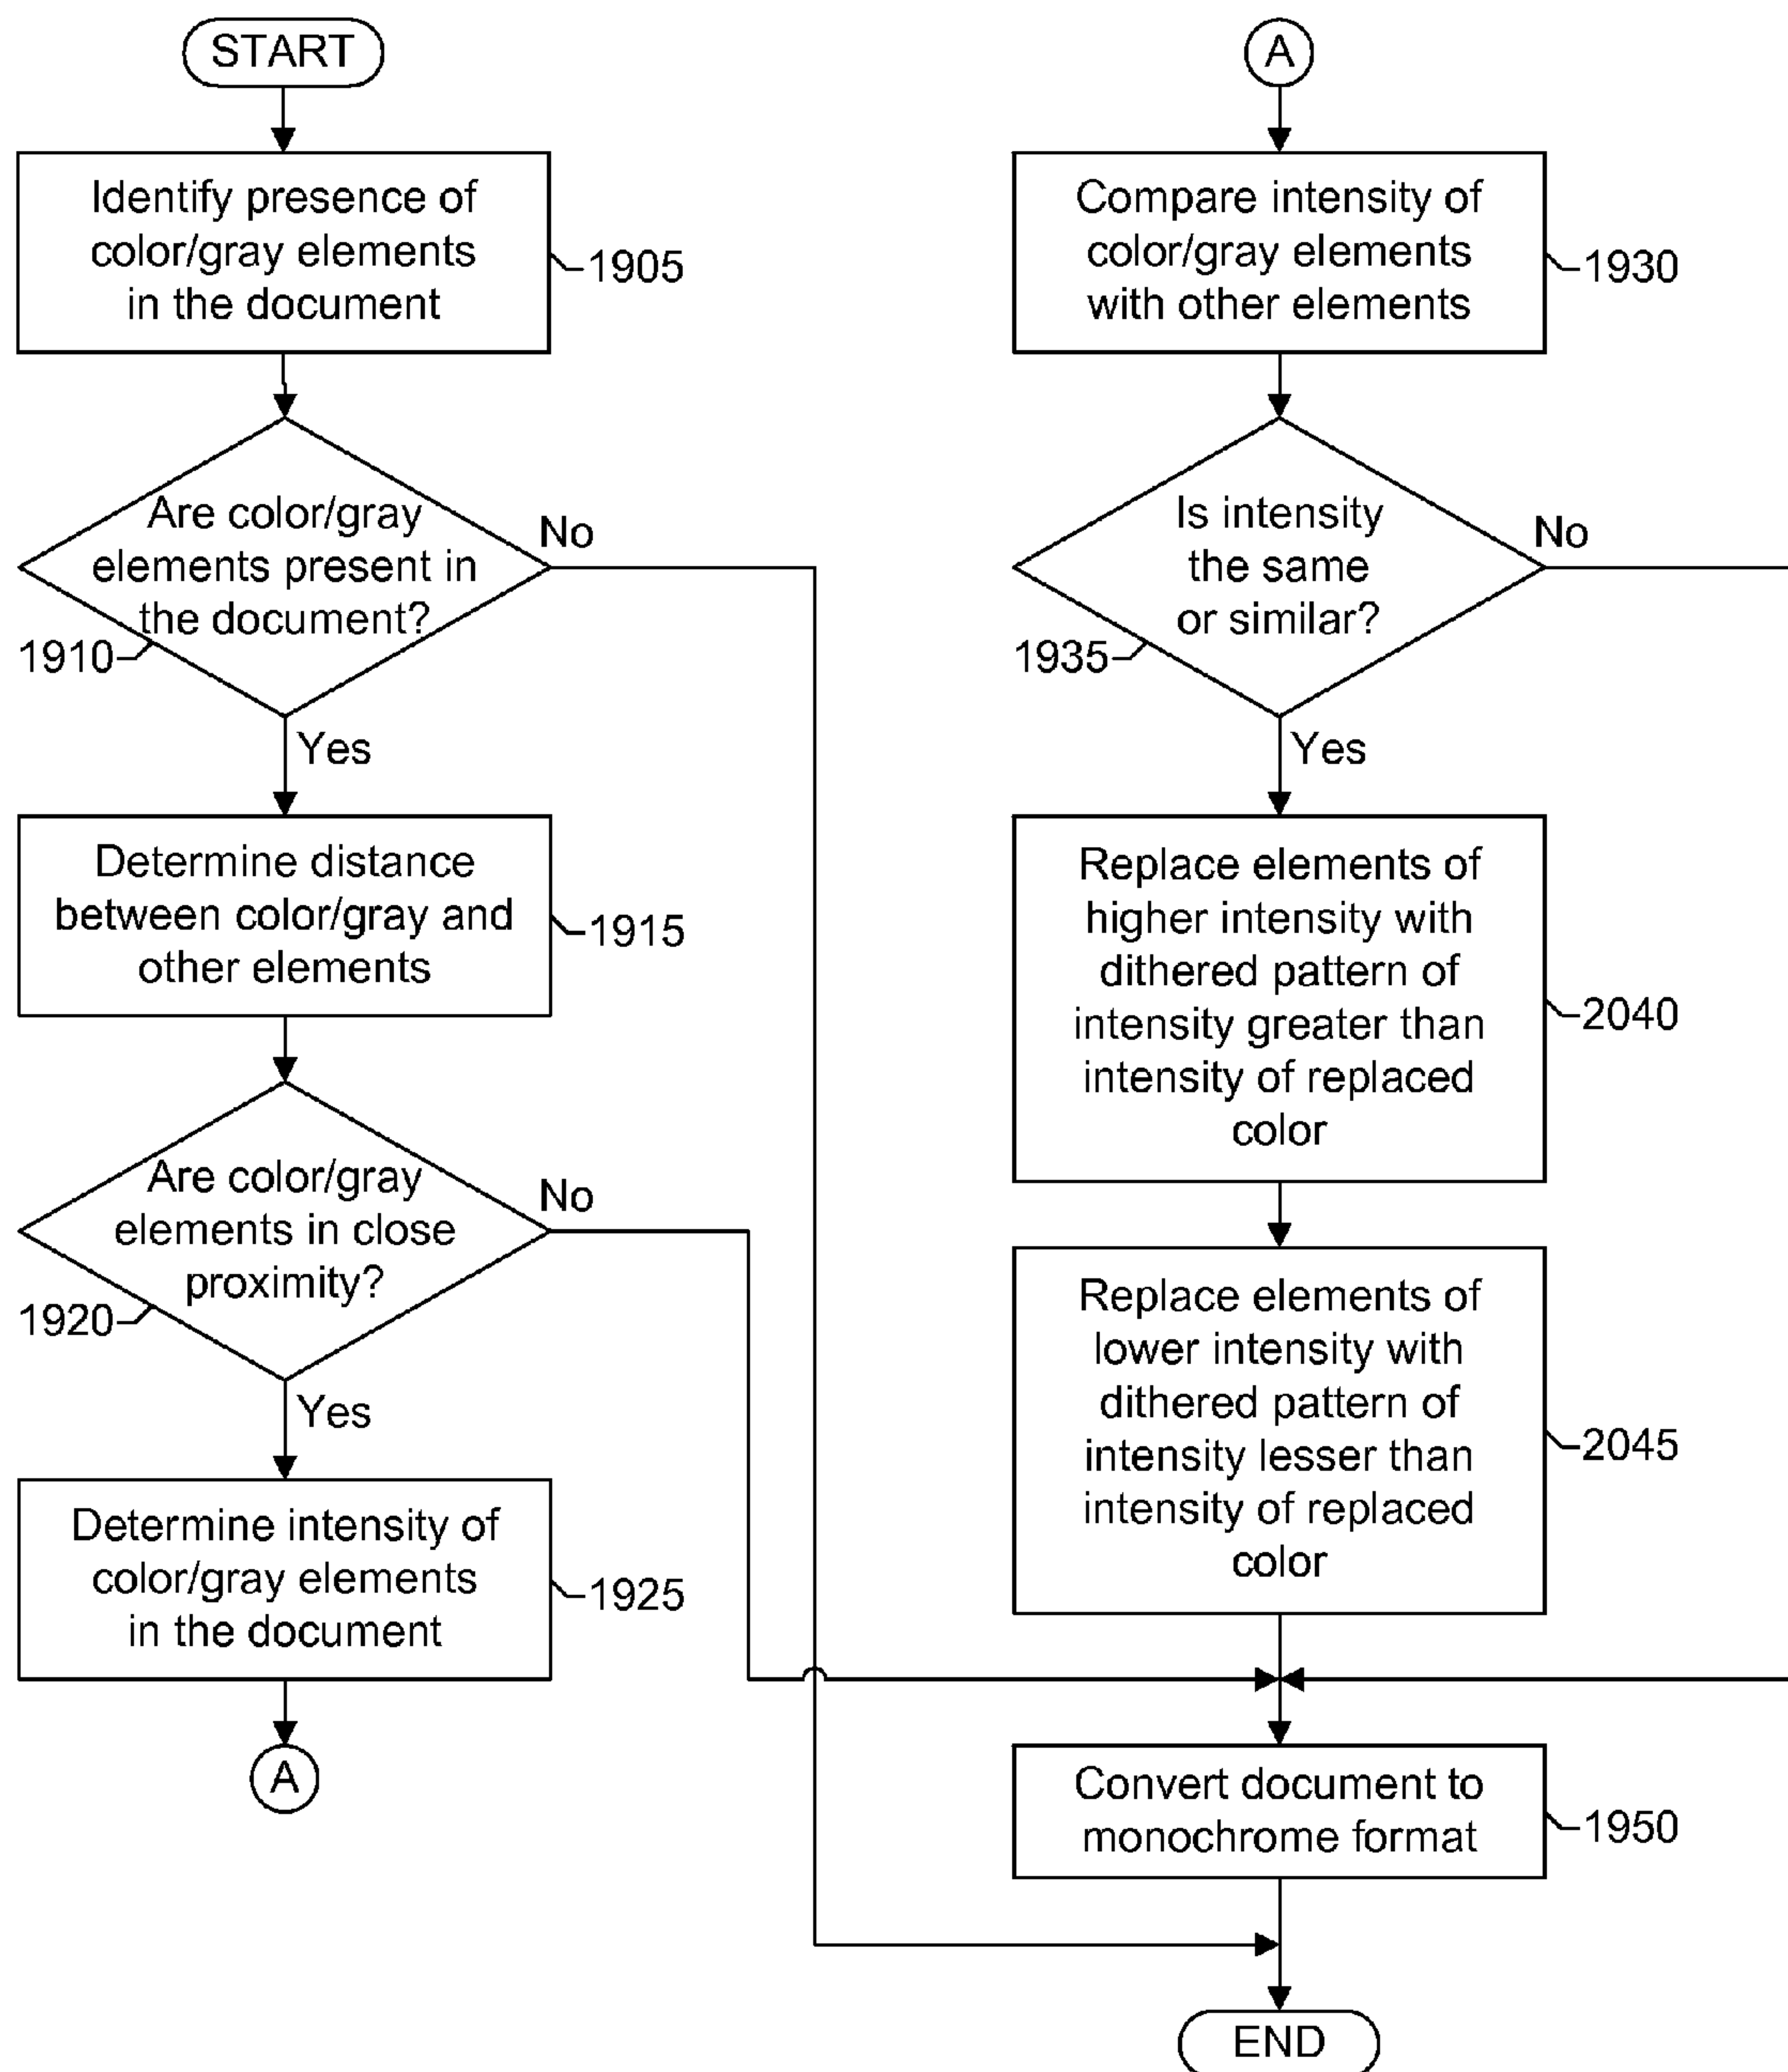 START
Identify presence of
color/gray elements
in the document
1905
Are color/gray
elements present in
the document?
No
1910
Yes
Determine distance
between color/gray and
other elements
1915
Are color/gray
elements in close
proximity?
No
1920
Yes
Determine intensity of
color/gray elements
in the document
1925
A
A
Compare intensity of
color/gray elements
with other elements
1930
Is intensity
the same
or similar?
No
1935
Yes
Replace elements of
higher intensity with
dithered pattern of
intensity greater than
intensity of replaced
color
2040
Replace elements of
lower intensity with
dithered pattern of
intensity lesser than
intensity of replaced
color
2045
Convert document to
monochrome format
1950
END